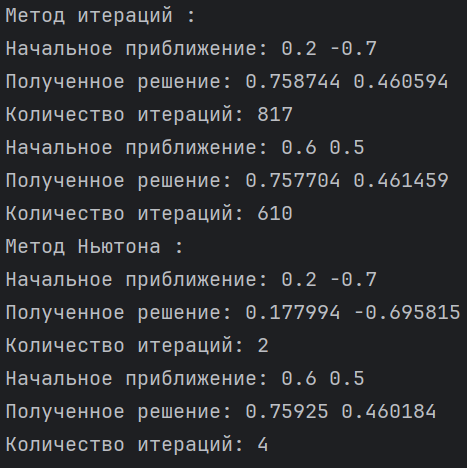 Метод итераций :
Начальное приближение: 0.2 -0.7
Полученное решение: 0.758744 0.460594
Количество итераций: 817
Начальное приближение: 0.6 0.5
Полученное решение: 0.757704 0.461459
Количество итераций: 610
Метод Ньютона :
Начальное приближение: 0.2 -0.7
Полученное решение: 0.177994 -0.695815
Количество итераций: 2
Начальное приближение: 0.6 0.5
Полученное решение: 0.75925 0.460184
Количество итераций: 4